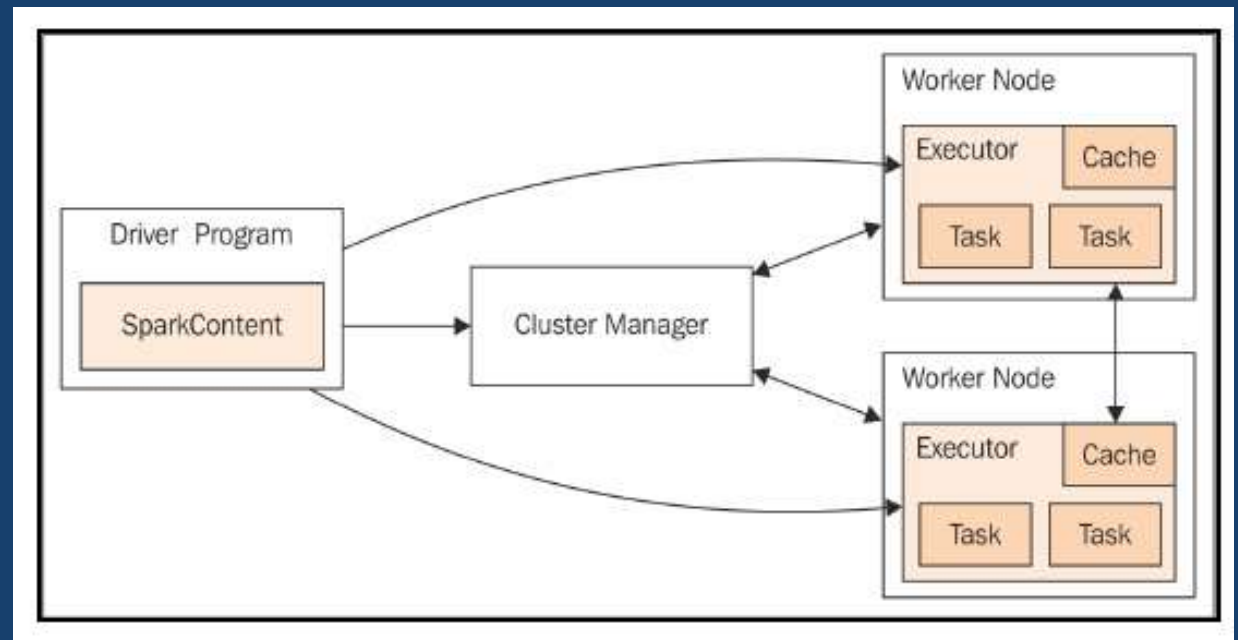 Driver Program
SparkContent
Cluster Manager
Worker Node
Executor
Cache
Task
Task
Worker Node
Executor
Cache
Task
Task